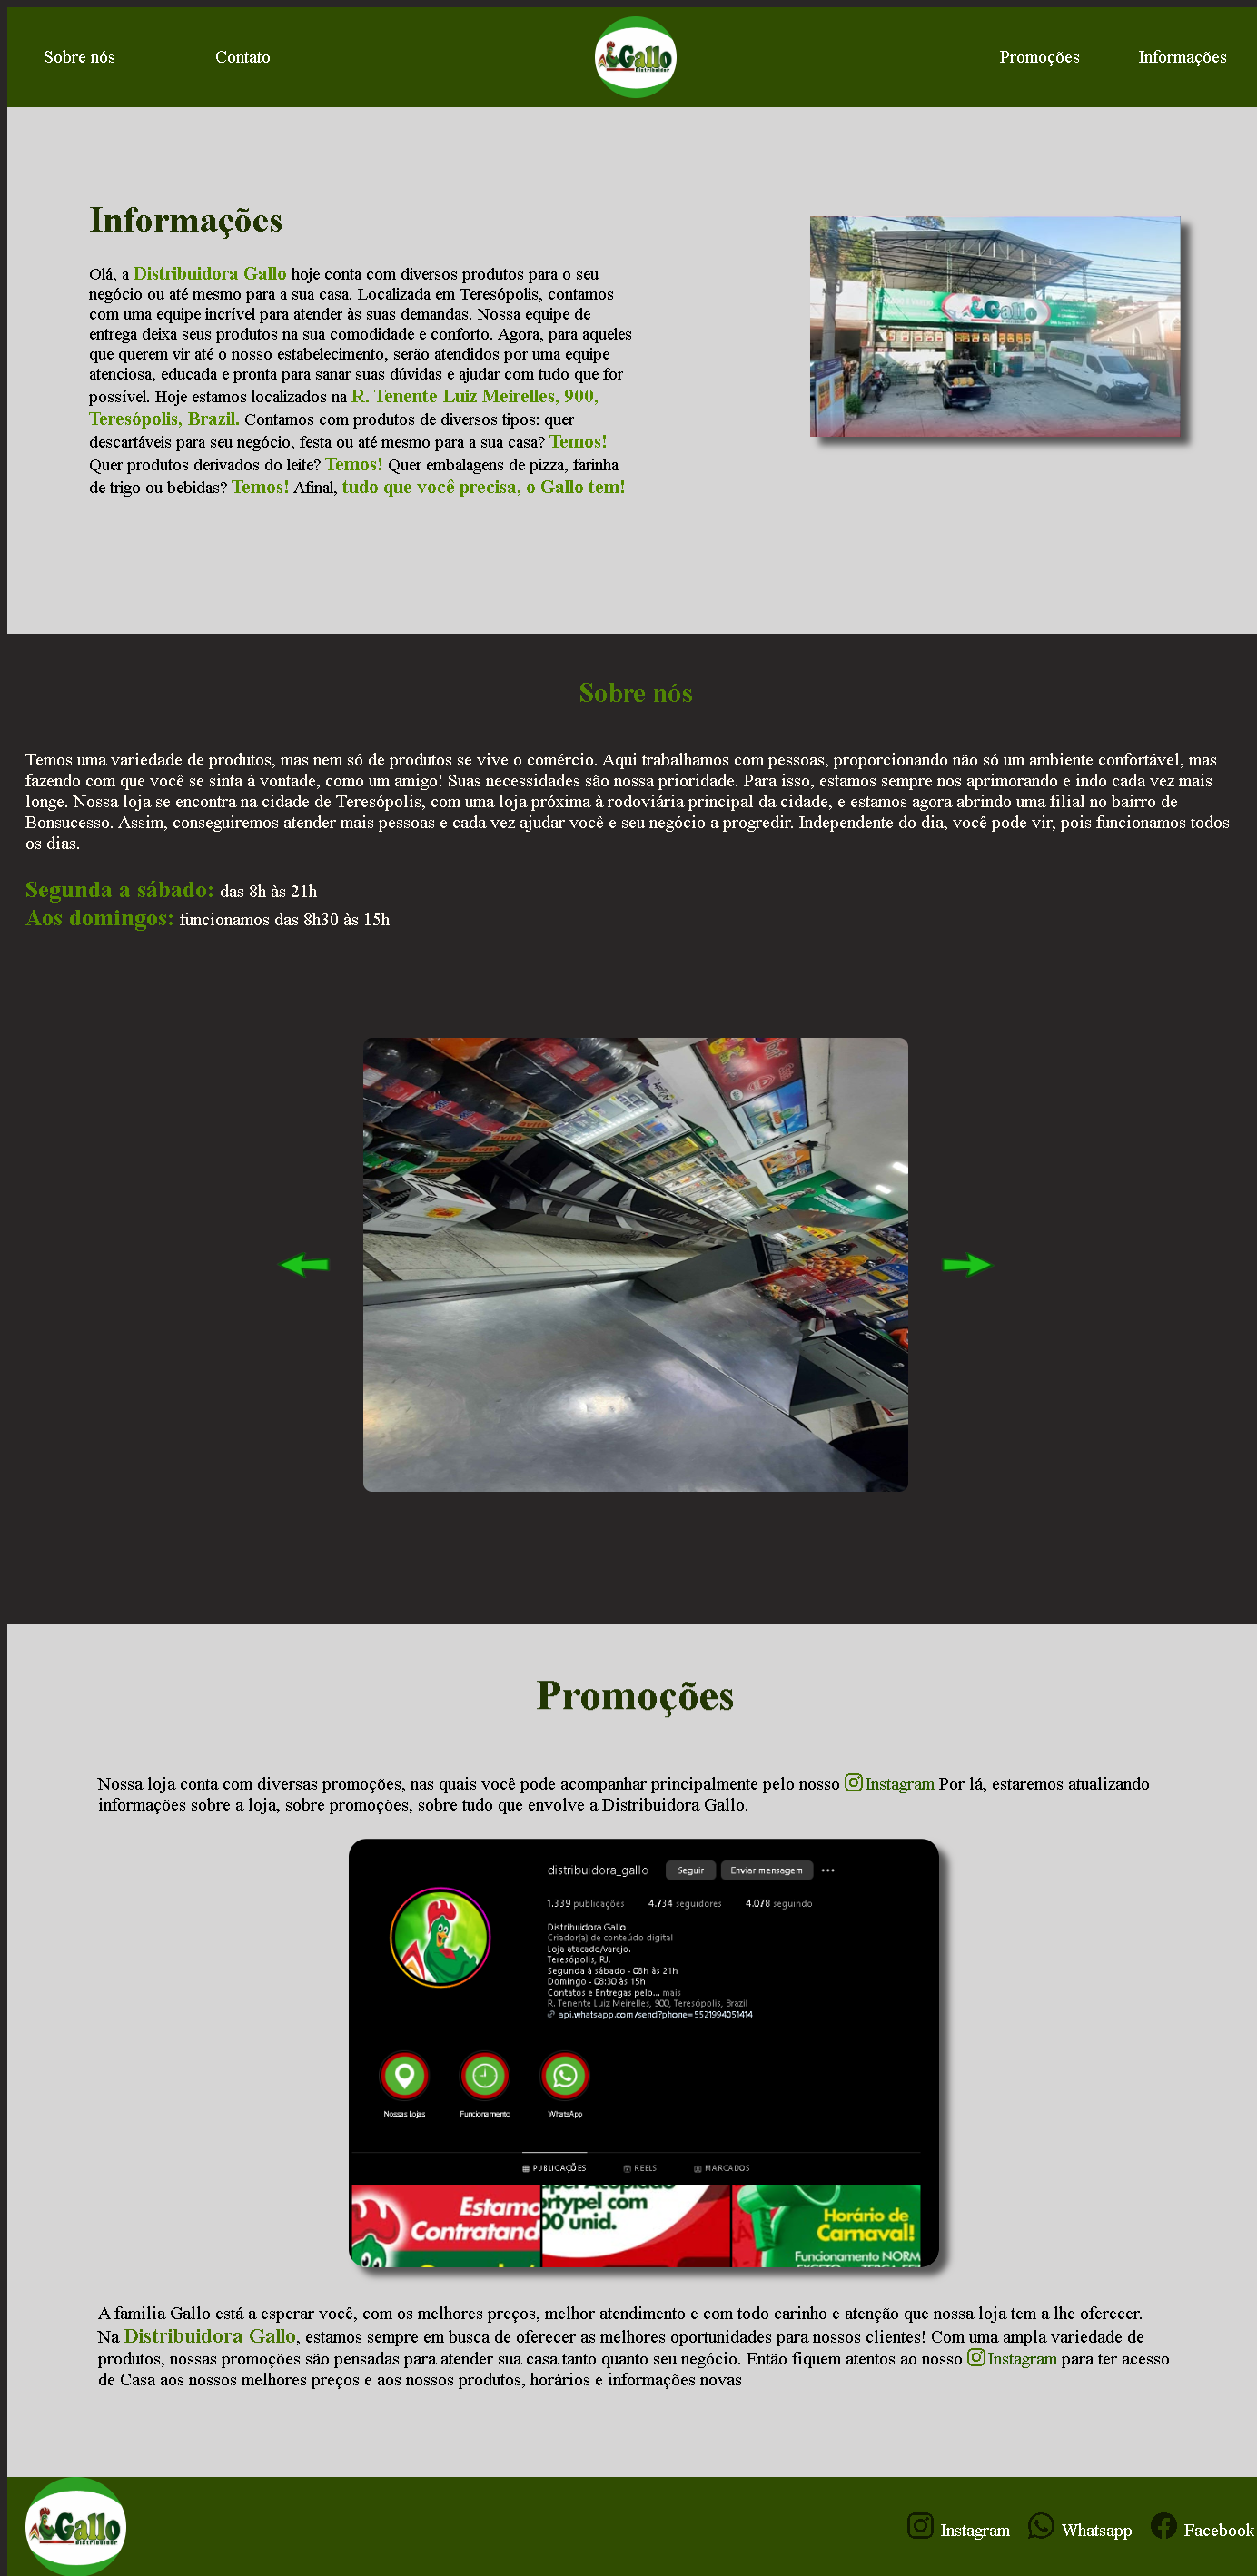 Sobre nós
Contato
Gallo
Distribuidor
Promoções
Informações
Informações
Olá, a Distribuidora Gallo hoje conta com diversos produtos para o seu
negócio ou até mesmo para a sua casa. Localizada em Teresópolis, contamos
com uma equipe incrível para atender às suas demandas. Nossa equipe de
entrega deixa seus produtos na sua comodidade e conforto. Agora, para aqueles
que querem vir até o nosso estabelecimento, serão atendidos por uma equipe
atenciosa, educada e pronta para sanar suas dúvidas e ajudar com tudo que for
possível. Hoje estamos localizados na R. Tenente Luiz Meirelles, 900,
Teresópolis, Brazil. Contamos com produtos de diversos tipos: quer
descartáveis para seu negócio, festa ou até mesmo para a sua casa? Temos!
Quer produtos derivados do leite? Temos! Quer embalagens de pizza, farinha
de trigo ou bebidas? Temos! Afinal, tudo que você precisa, o Gallo tem!
Gallo
Sobre nós
Temos uma variedade de produtos, mas nem só de produtos se vive o comércio. Aqui trabalhamos com pessoas, proporcionando não só um ambiente confortável, mas
fazendo com que você se sinta à vontade, como um amigo! Suas necessidades são nossa prioridade. Para isso, estamos sempre nos aprimorando e indo cada vez mais
longe. Nossa loja se encontra na cidade de Teresópolis, com uma loja próxima à rodoviária principal da cidade, e estamos agora abrindo uma filial no bairro de
Bonsucesso. Assim, conseguiremos atender mais pessoas e cada vez ajudar você e seu negócio a progredir. Independente do dia, você pode vir, pois funcionamos todos
os dias.
Segunda a sábado: das 8h às 21h
Aos domingos: funcionamos das 8h30 às 15h
Promoções
Nossa loja conta com diversas promoções, nas quais você pode acompanhar principalmente pelo nosso Instagram Por lá, estaremos atualizando
informações sobre a loja, sobre promoções, sobre tudo que envolve a Distribuidora Gallo.
distribuidora_gallo Seguir Enviar mensagem ...
1.339 publicações 4.734 seguidores 4.078 seguindo
Distribuidora Gallo
Criador(a) de conteúdo digital
Loja atacado/varejo.
Teresópolis, RJ.
Segunda à sábado - 08h às 21h
Domingo - 08:30 às 15h
Contatos e Entregas pelo... mais
R. Tenente Luiz Meirelles, 900, Teresópolis, Brazil
api.whatsapp.com/send?phone=5521994051414
Nossas Lojas Funcionamento WhatsApp
PUBLICAÇÕES REELS MARCADOS
Estamo
Contratand
ortypel com
00 unid.
Horário de
Carnaval!
Funcionamento NORM
A familia Gallo está a esperar você, com os melhores preços, melhor atendimento e com todo carinho e atenção que nossa loja tem a lhe oferecer.
Na Distribuidora Gallo, estamos sempre em busca de oferecer as melhores oportunidades para nossos clientes! Com uma ampla variedade de
produtos, nossas promoções são pensadas para atender sua casa tanto quanto seu negócio. Então fiquem atentos ao nosso Instagram para ter acesso
de Casa aos nossos melhores preços e aos nossos produtos, horários e informações novas
Gallo
Distribuidor
Instagram
Whatsapp
Facebook